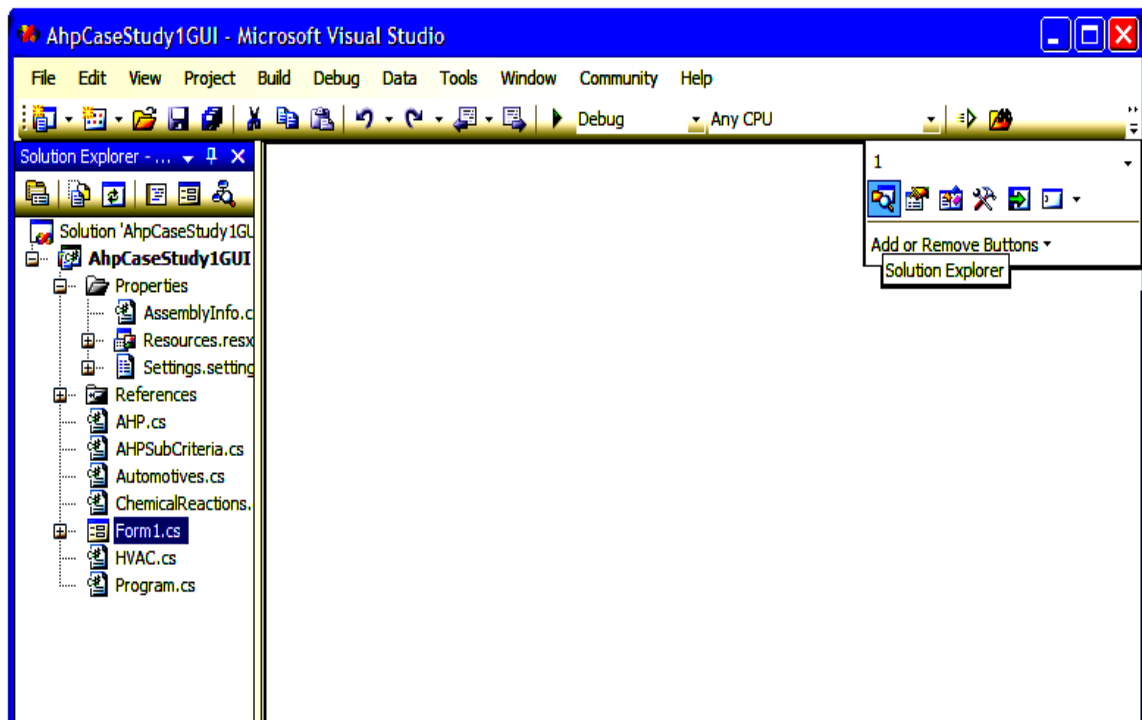 AhpCaseStudy1GUI - Microsoft Visual Studio
File Edit View Project Build Debug Data Tools Window Community Help
Debug Any CPU
Solution Explorer - ...
1
Add or Remove Buttons
Solution Explorer
Solution 'AhpCaseStudy1GU
AhpCaseStudy1GUI
Properties
AssemblyInfo.c
Resources.resx
Settings.setting
References
AHP.cs
AHPSubCriteria.cs
Automotives.cs
ChemicalReactions.
Form1.cs
HVAC.cs
Program.cs